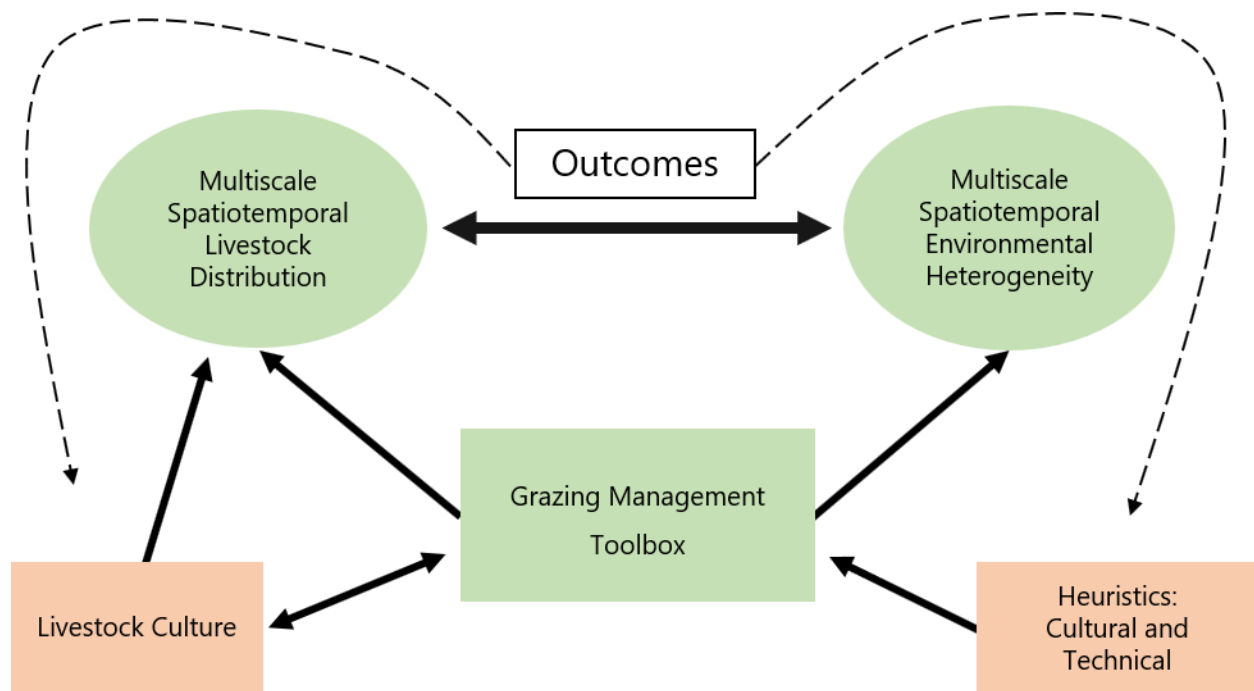 Outcomes
Multiscale
Spatiotemporal
Livestock
Distribution
Multiscale
Spatiotemporal
Environmental
Heterogeneity
Grazing Management
Toolbox
Livestock Culture
Heuristics:
Cultural and
Technical